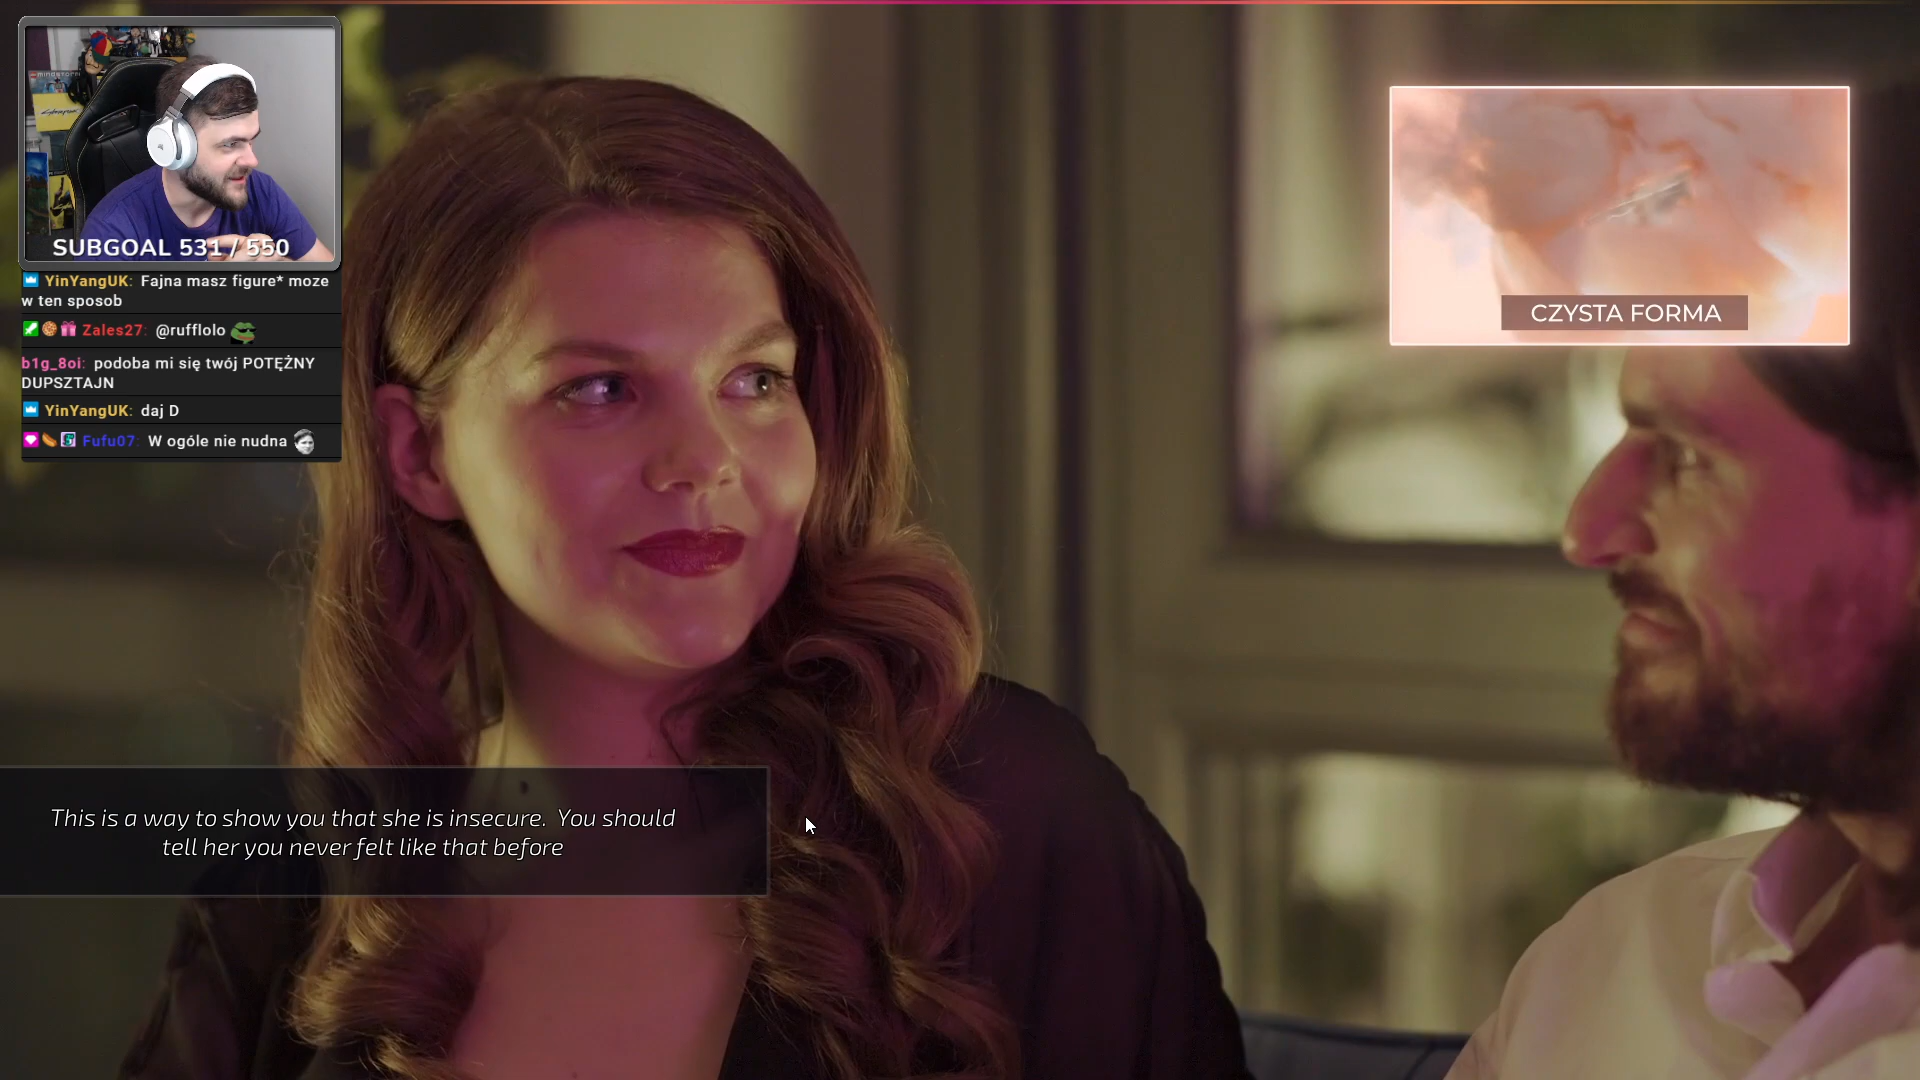 SUBGOAL 531 / 550
YinYangUK: Fajna masz figure* moze
w ten sposob
Zales27: @rufflolo
b1g_8oi: podoba mi się twój POTĘŻNY
DUPSZTAJN
YinYangUK: daj D
Fufu07: W ogóle nie nudna
CZYSTA FORMA
This is a way to show you that she is insecure.  You should
tell her you never felt like that before